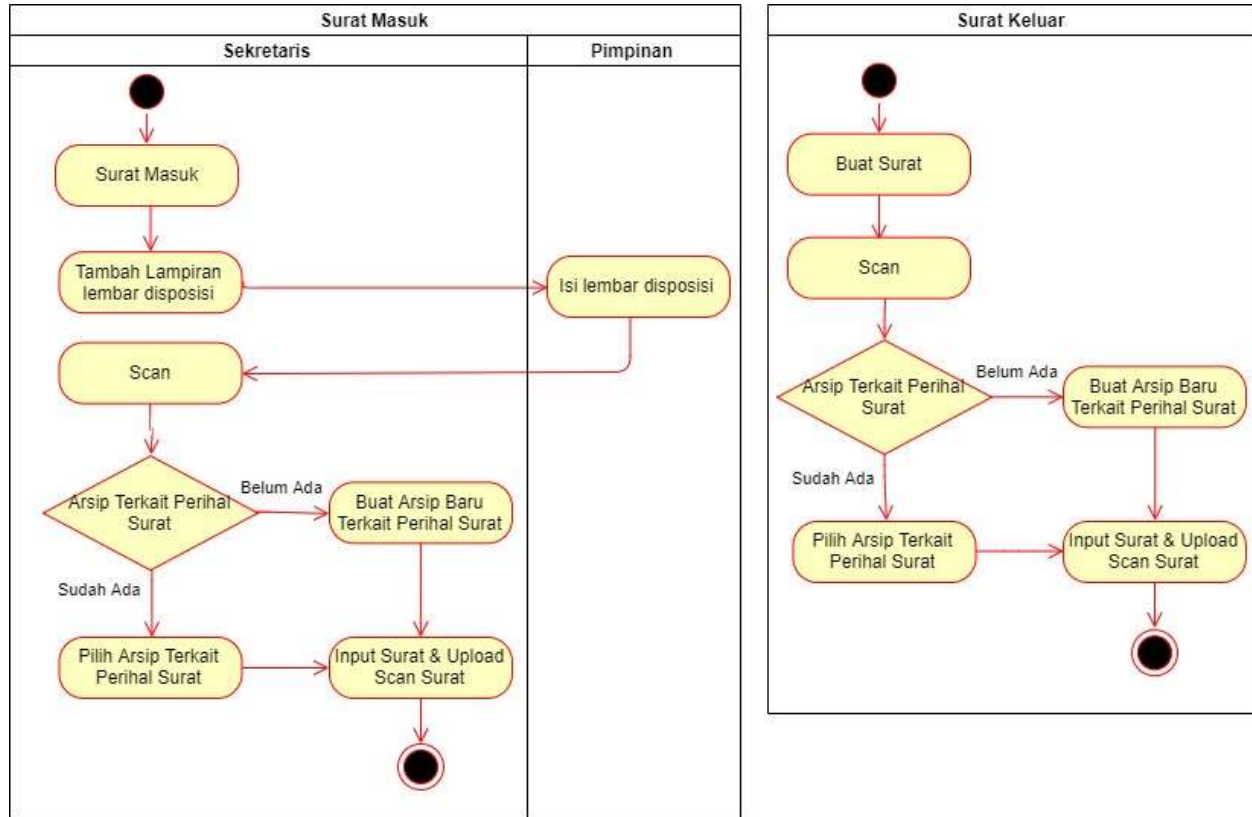 Surat Masuk
Sekretaris
Pimpinan
Surat Masuk
Tambah Lampiran
lembar disposisi
Isi lembar disposisi
Scan
Arsip Terkait Perihal
Surat
Belum Ada
Buat Arsip Baru
Terkait Perihal Surat
Sudah Ada
Pilih Arsip Terkait
Perihal Surat
Input Surat & Upload
Scan Surat
Surat Keluar
Buat Surat
Scan
Arsip Terkait Perihal
Surat
Belum Ada
Buat Arsip Baru
Terkait Perihal Surat
Sudah Ada
Pilih Arsip Terkait
Perihal Surat
Input Surat & Upload
Scan Surat